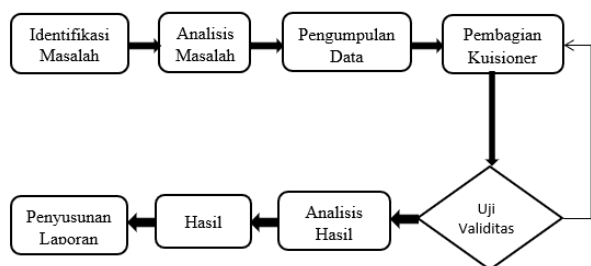 Identifikasi
Masalah
Analisis
Masalah
Pengumpulan
Data
Pembagian
Kuisioner
Uji
Validitas
Analisis
Hasil
Hasil
Penyusunan
Laporan